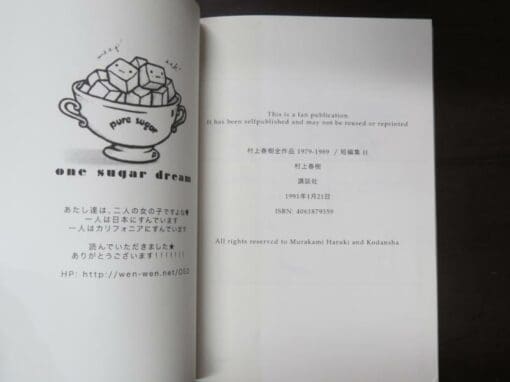 pure sugar
one sugar dream
あたし達は、二人の女の子ですよね♥
一人は日本にすんでいます
一人はカリフォニアにすんでいます
読んでいただきました★
ありがとうございます!!!!!!!
HP: http://wen-wen.net/OSD
This is a fan publication
It has been selfpublished and may not be reused or reprinted
村上春樹全作品 1979-1989 / 短編集 II
村上春樹
講談社
1991年1月21日
ISBN: 4061879359
All rights reserved to Murakami Haruki and Kodansha